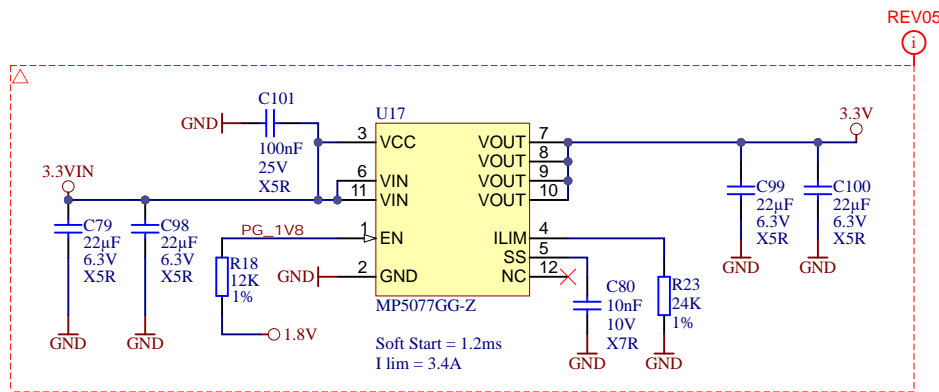 REV05
i
C101
GND
100nF
25V
X5R
U17
3 VCC
6 VIN
11 VIN
1 EN
2 GND
VOUT 7
VOUT 8
VOUT 9
VOUT 10
ILIM 4
SS 5
NC 12
MP5077GG-Z
3.3V
3.3VIN
C79
22µF
6.3V
X5R
GND
C98
22µF
6.3V
X5R
GND
PG_1V8
R18
12K
1%
1.8V
GND
C99
22µF
6.3V
X5R
GND
C100
22µF
6.3V
X5R
GND
C80
10nF
10V
X7R
GND
R23
24K
1%
GND
Soft Start = 1.2ms
I lim = 3.4A